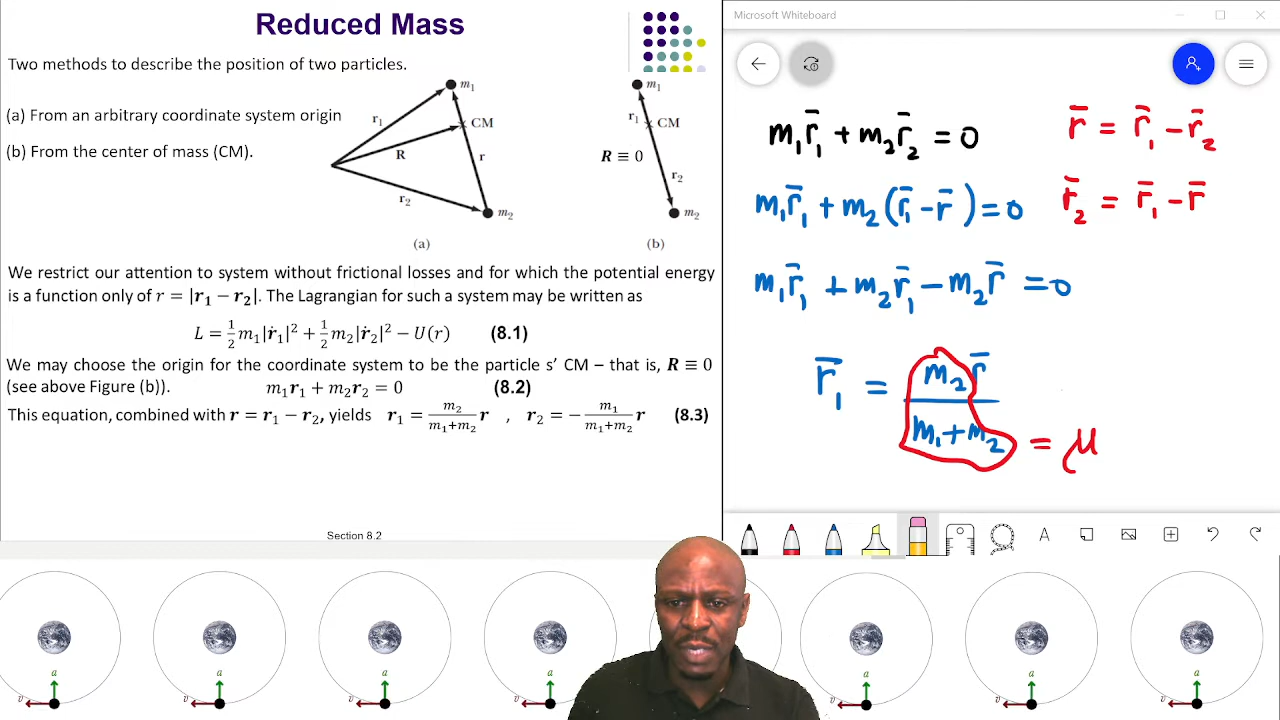 Reduced Mass
Two methods to describe the position of two particles.
(a) From an arbitrary coordinate system origin
(b) From the center of mass (CM).
m₁
r₁
CM
R
r
r₂
m₂
(a)
m₁
r₁
CM
R ≡ 0
r₂
m₂
(b)
We restrict our attention to system without frictional losses and for which the potential energy
is a function only of r = |r₁ − r₂|. The Lagrangian for such a system may be written as
L = ½m₁|ṙ₁|² + ½m₂|ṙ₂|² − U(r) (8.1)
We may choose the origin for the coordinate system to be the particle s’ CM – that is, R ≡ 0
(see above Figure (b)). m₁r₁ + m₂r₂ = 0 (8.2)
This equation, combined with r = r₁ − r₂, yields r₁ = m₂/(m₁+m₂) r , r₂ = − m₁/(m₁+m₂) r (8.3)
Section 8.2
Microsoft Whiteboard
m₁r̄₁ + m₂r̄₂ = 0
r̄ = r̄₁ − r̄₂
m₁r̄₁ + m₂(r̄₁ − r̄) = 0
r̄₂ = r̄₁ − r̄
m₁r̄₁ + m₂r̄₁ − m₂r̄ = 0
r̄₁ = m₂r̄/(m₁+m₂) = μ
A
a
v
a
v
a
v
a
v
a
v
a
v
a
v